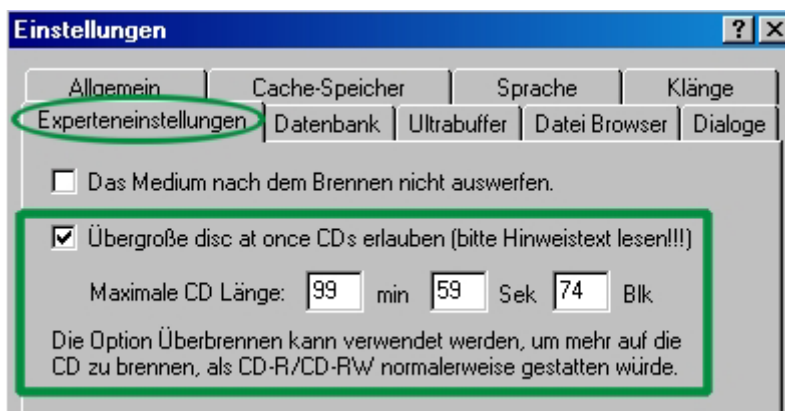 Einstellungen
Allgemein Cache-Speicher Sprache Klänge
Experteneinstellungen Datenbank Ultrabuffer Datei Browser Dialoge
Das Medium nach dem Brennen nicht auswerfen.
Übergroße disc at once CDs erlauben (bitte Hinweistext lesen!!!)
Maximale CD Länge: 99 min 59 Sek 74 Blk
Die Option Überbrennen kann verwendet werden, um mehr auf die
CD zu brennen, als CD-R/CD-RW normalerweise gestatten würde.